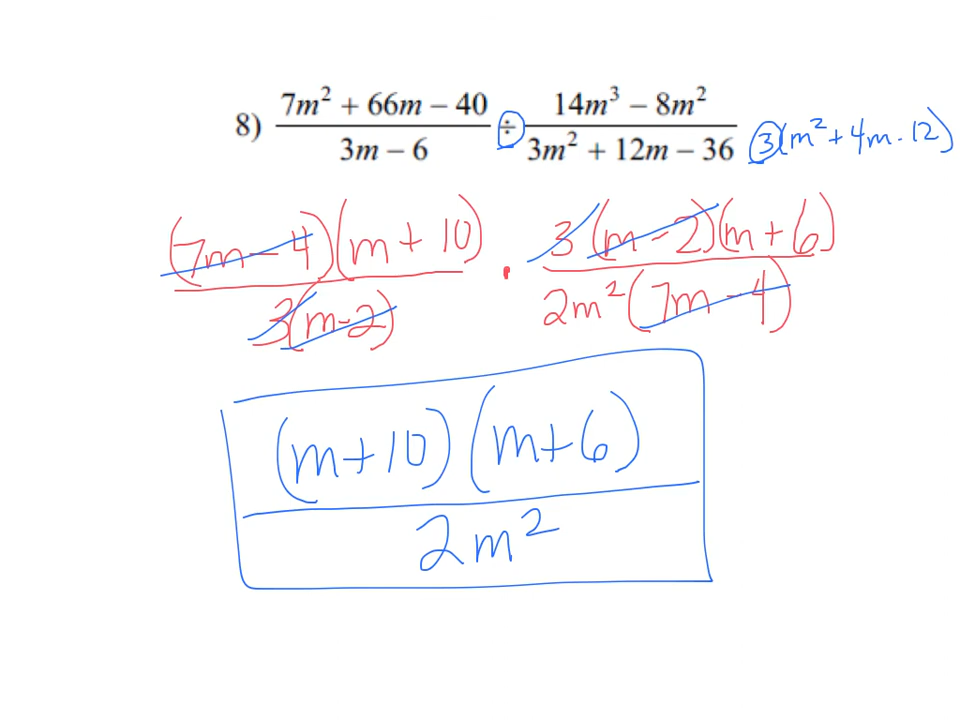 8) (7m² + 66m − 40)/(3m − 6) ÷ (14m³ − 8m²)/(3m² + 12m − 36) 3(m² + 4m - 12)
(7m − 4)(m + 10)/3(m - 2) · 3(m − 2)(m + 6)/2m²(7m − 4)
(m + 10)(m + 6)/2m²